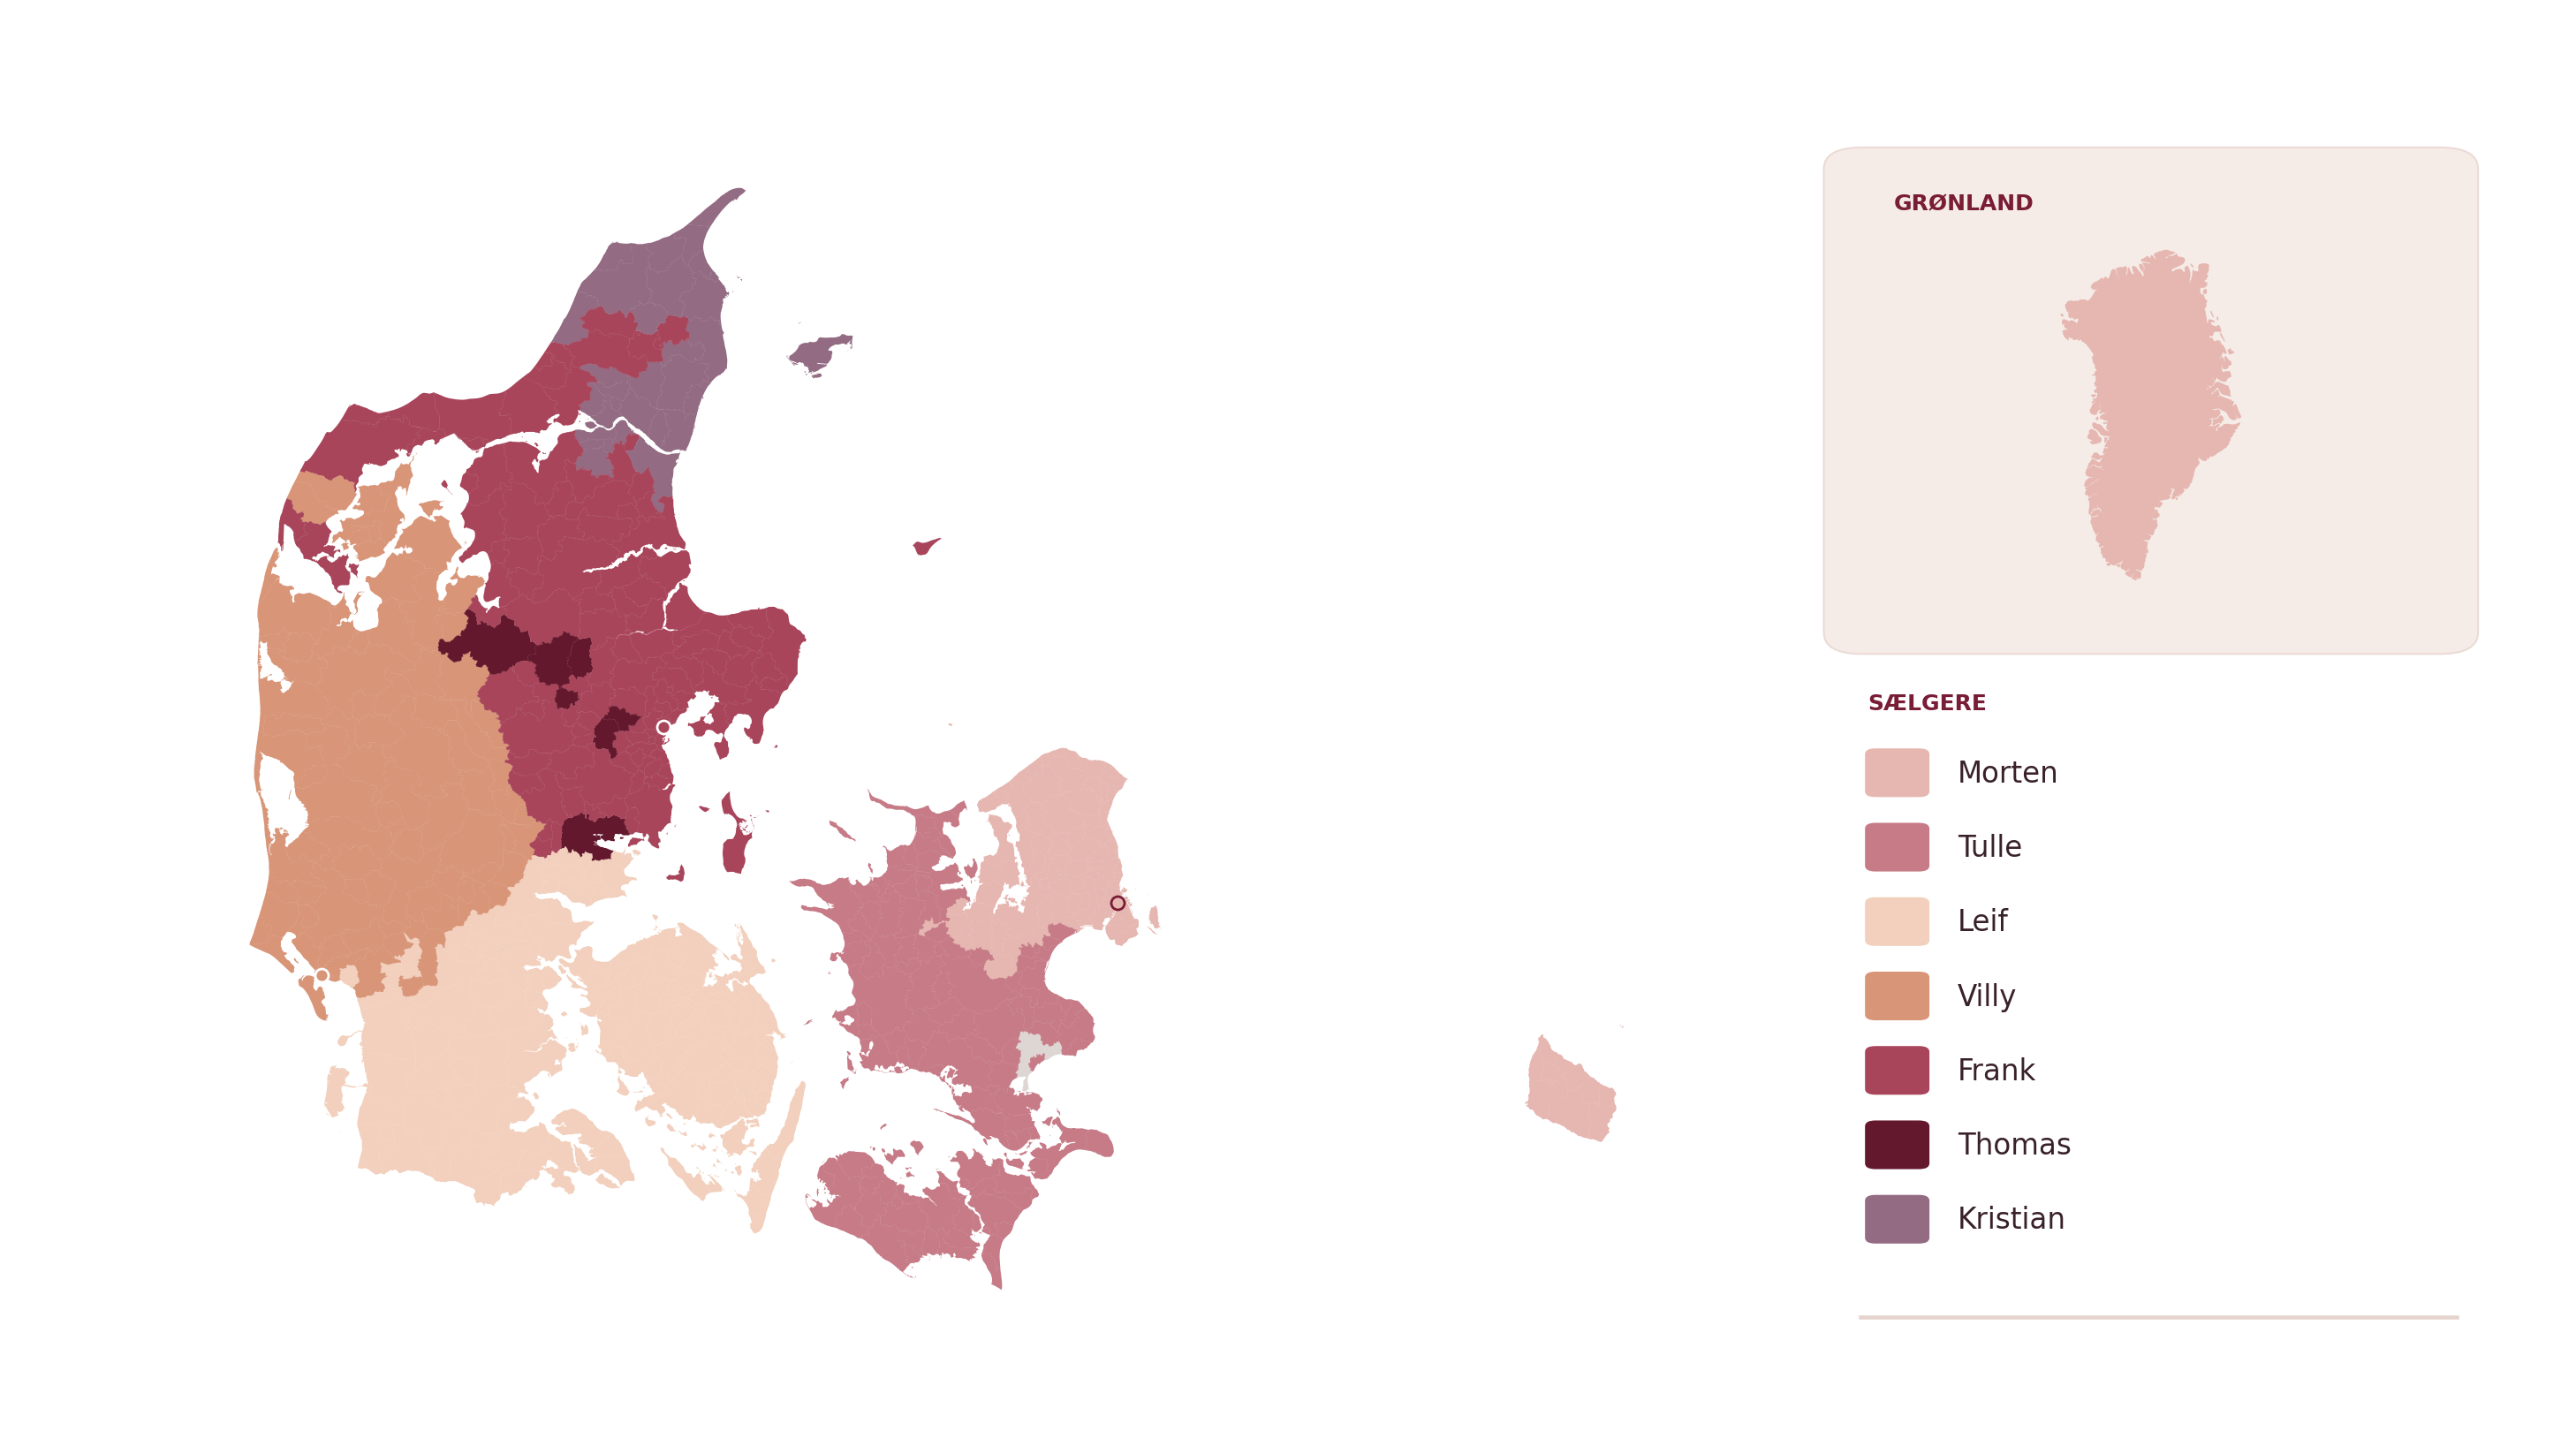 GRØNLAND
SÆLGERE
Morten
Tulle
Leif
Villy
Frank
Thomas
Kristian